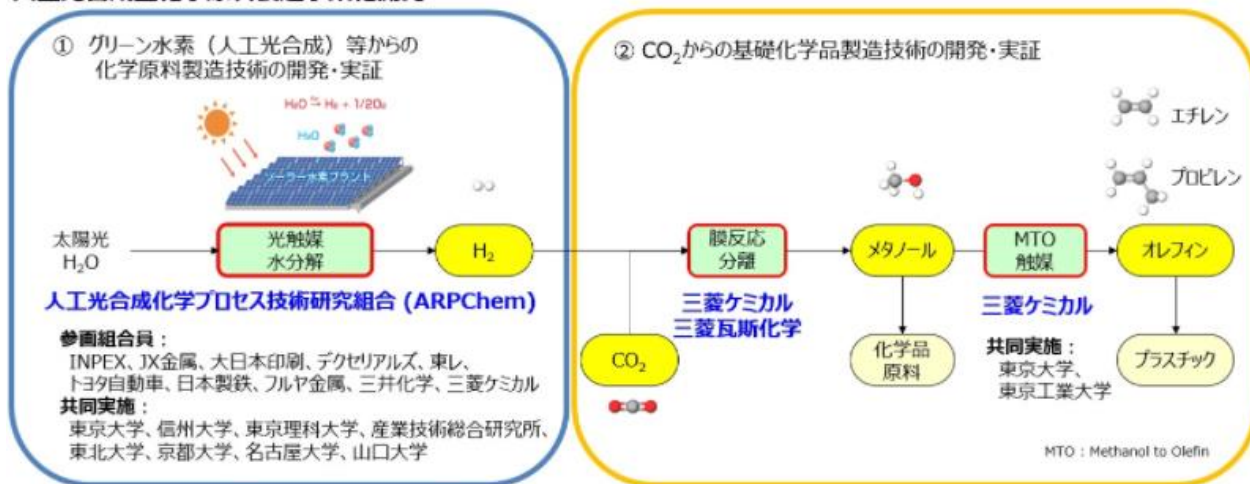 ① グリーン水素（人工光合成）等からの
化学原料製造技術の開発・実証
H₂O → H₂ + 1/2O₂
H₂O
ソーラー水素プラント
太陽光
H₂O
光触媒
水分解
H₂
人工光合成化学プロセス技術研究組合 (ARPChem)
参画組合員：
INPEX、JX金属、大日本印刷、デクセリアルズ、東レ、
トヨタ自動車、日本製鉄、フルヤ金属、三井化学、三菱ケミカル
共同実施：
東京大学、信州大学、東京理科大学、産業技術総合研究所、
東北大学、京都大学、名古屋大学、山口大学
② CO₂からの基礎化学品製造技術の開発・実証
エチレン
プロピレン
膜反応
分離
メタノール
MTO
触媒
オレフィン
三菱ケミカル
三菱瓦斯化学
三菱ケミカル
CO₂
化学品
原料
共同実施：
東京大学、
東京工業大学
プラスチック
MTO : Methanol to Olefin